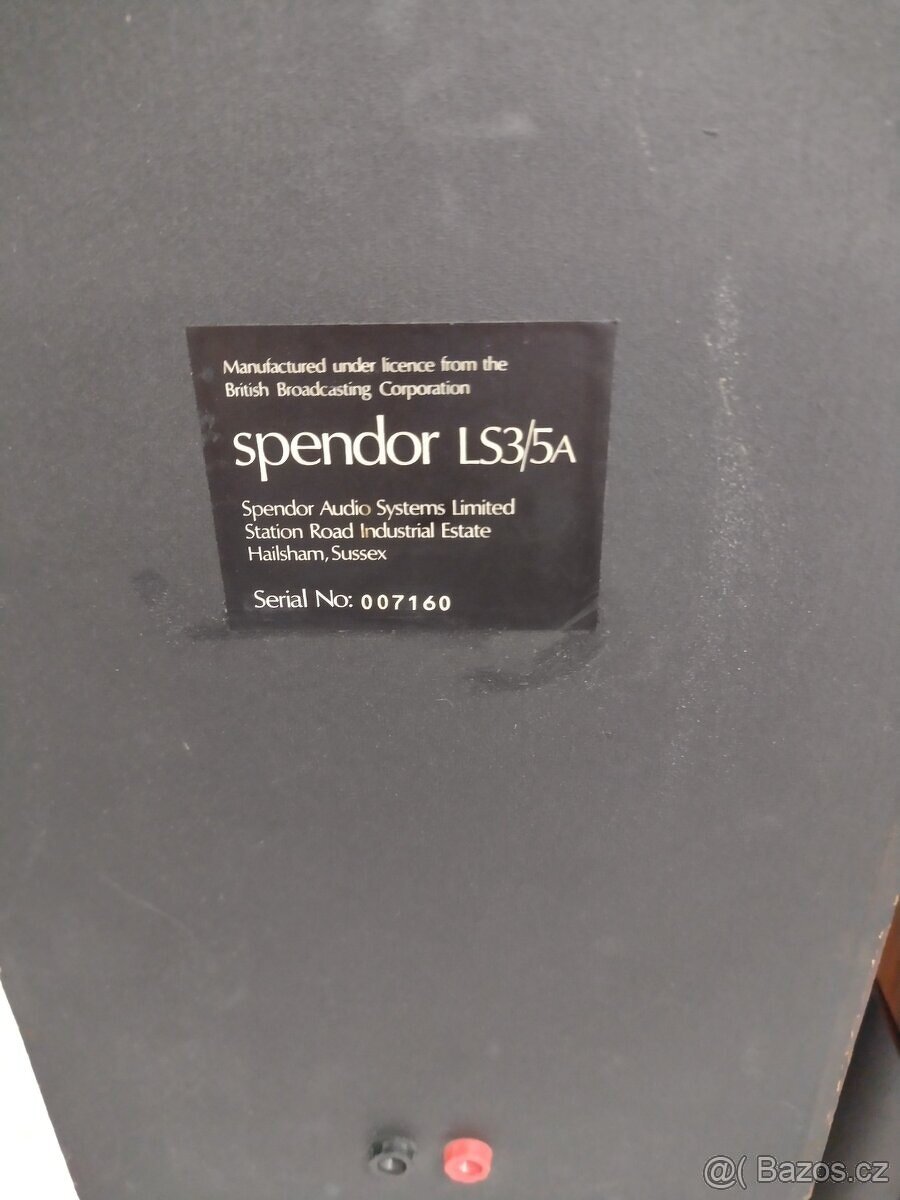 Manufactured under licence from the
British Broadcasting Corporation
spendor LS3/5A
Spendor Audio Systems Limited
Station Road Industrial Estate
Hailsham, Sussex
Serial No: 007160
@( Bazos.cz